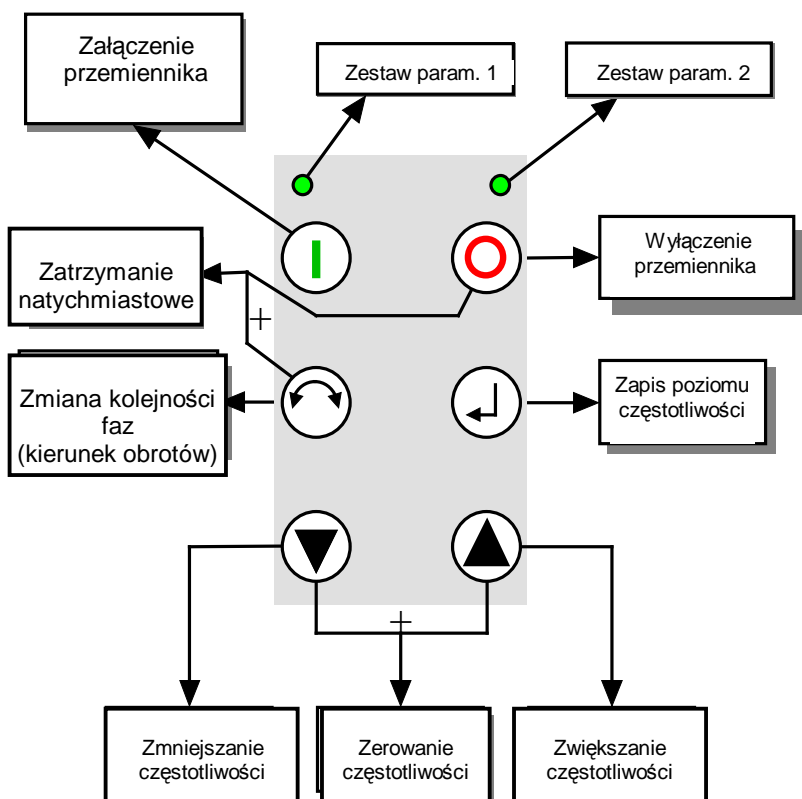 Załączenie
przemiennika
Zestaw param. 1
Zestaw param. 2
Zatrzymanie
natychmiastowe
+
Wyłączenie
przemiennika
Zmiana kolejności
faz
(kierunek obrotów)
Zapis poziomu
częstotliwości
+
Zmniejszanie
częstotliwości
Zerowanie
częstotliwości
Zwiększanie
częstotliwości